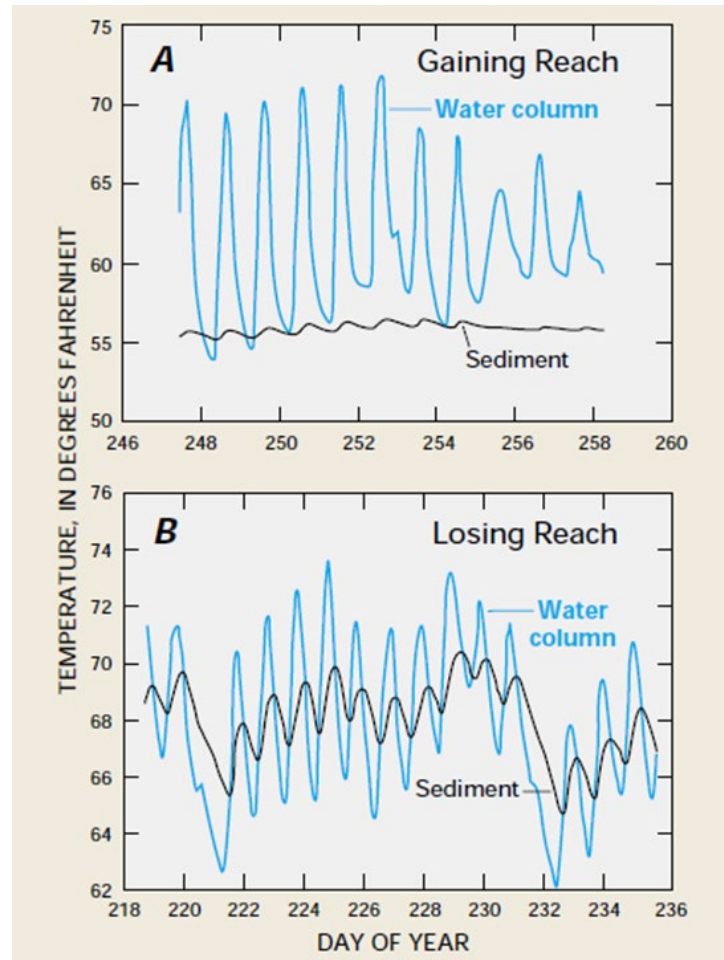 75
A
Gaining Reach
70
Water column
65
60
55
Sediment
50
246 248 250 252 254 256 258 260
TEMPERATURE, IN DEGREES FAHRENHEIT
76
B
Losing Reach
74
72
Water
column
70
68
66
Sediment
64
62
218 220 222 224 226 228 230 232 234 236
DAY OF YEAR